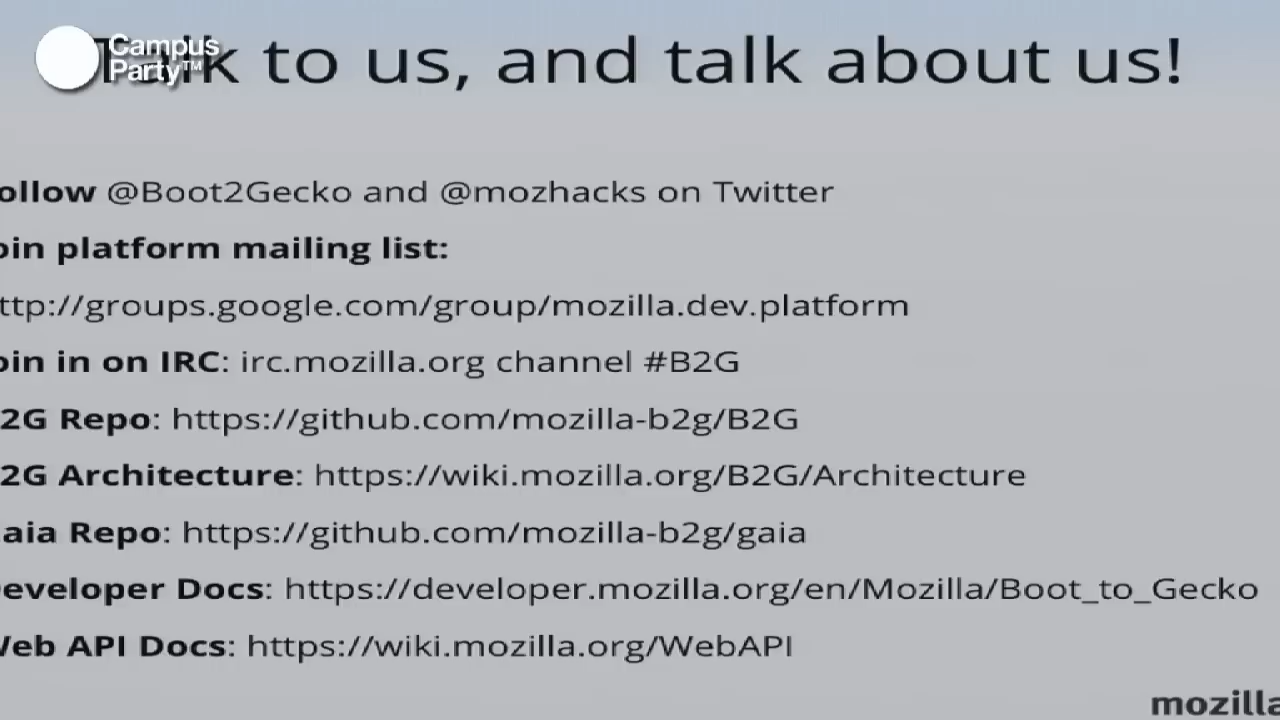 Campus
Party™
Talk to us, and talk about us!
ollow @Boot2Gecko and @mozhacks on Twitter
oin platform mailing list:
ttp://groups.google.com/group/mozilla.dev.platform
oin in on IRC: irc.mozilla.org channel #B2G
2G Repo: https://github.com/mozilla-b2g/B2G
2G Architecture: https://wiki.mozilla.org/B2G/Architecture
aia Repo: https://github.com/mozilla-b2g/gaia
eveloper Docs: https://developer.mozilla.org/en/Mozilla/Boot_to_Gecko
Web API Docs: https://wiki.mozilla.org/WebAPI
mozilla